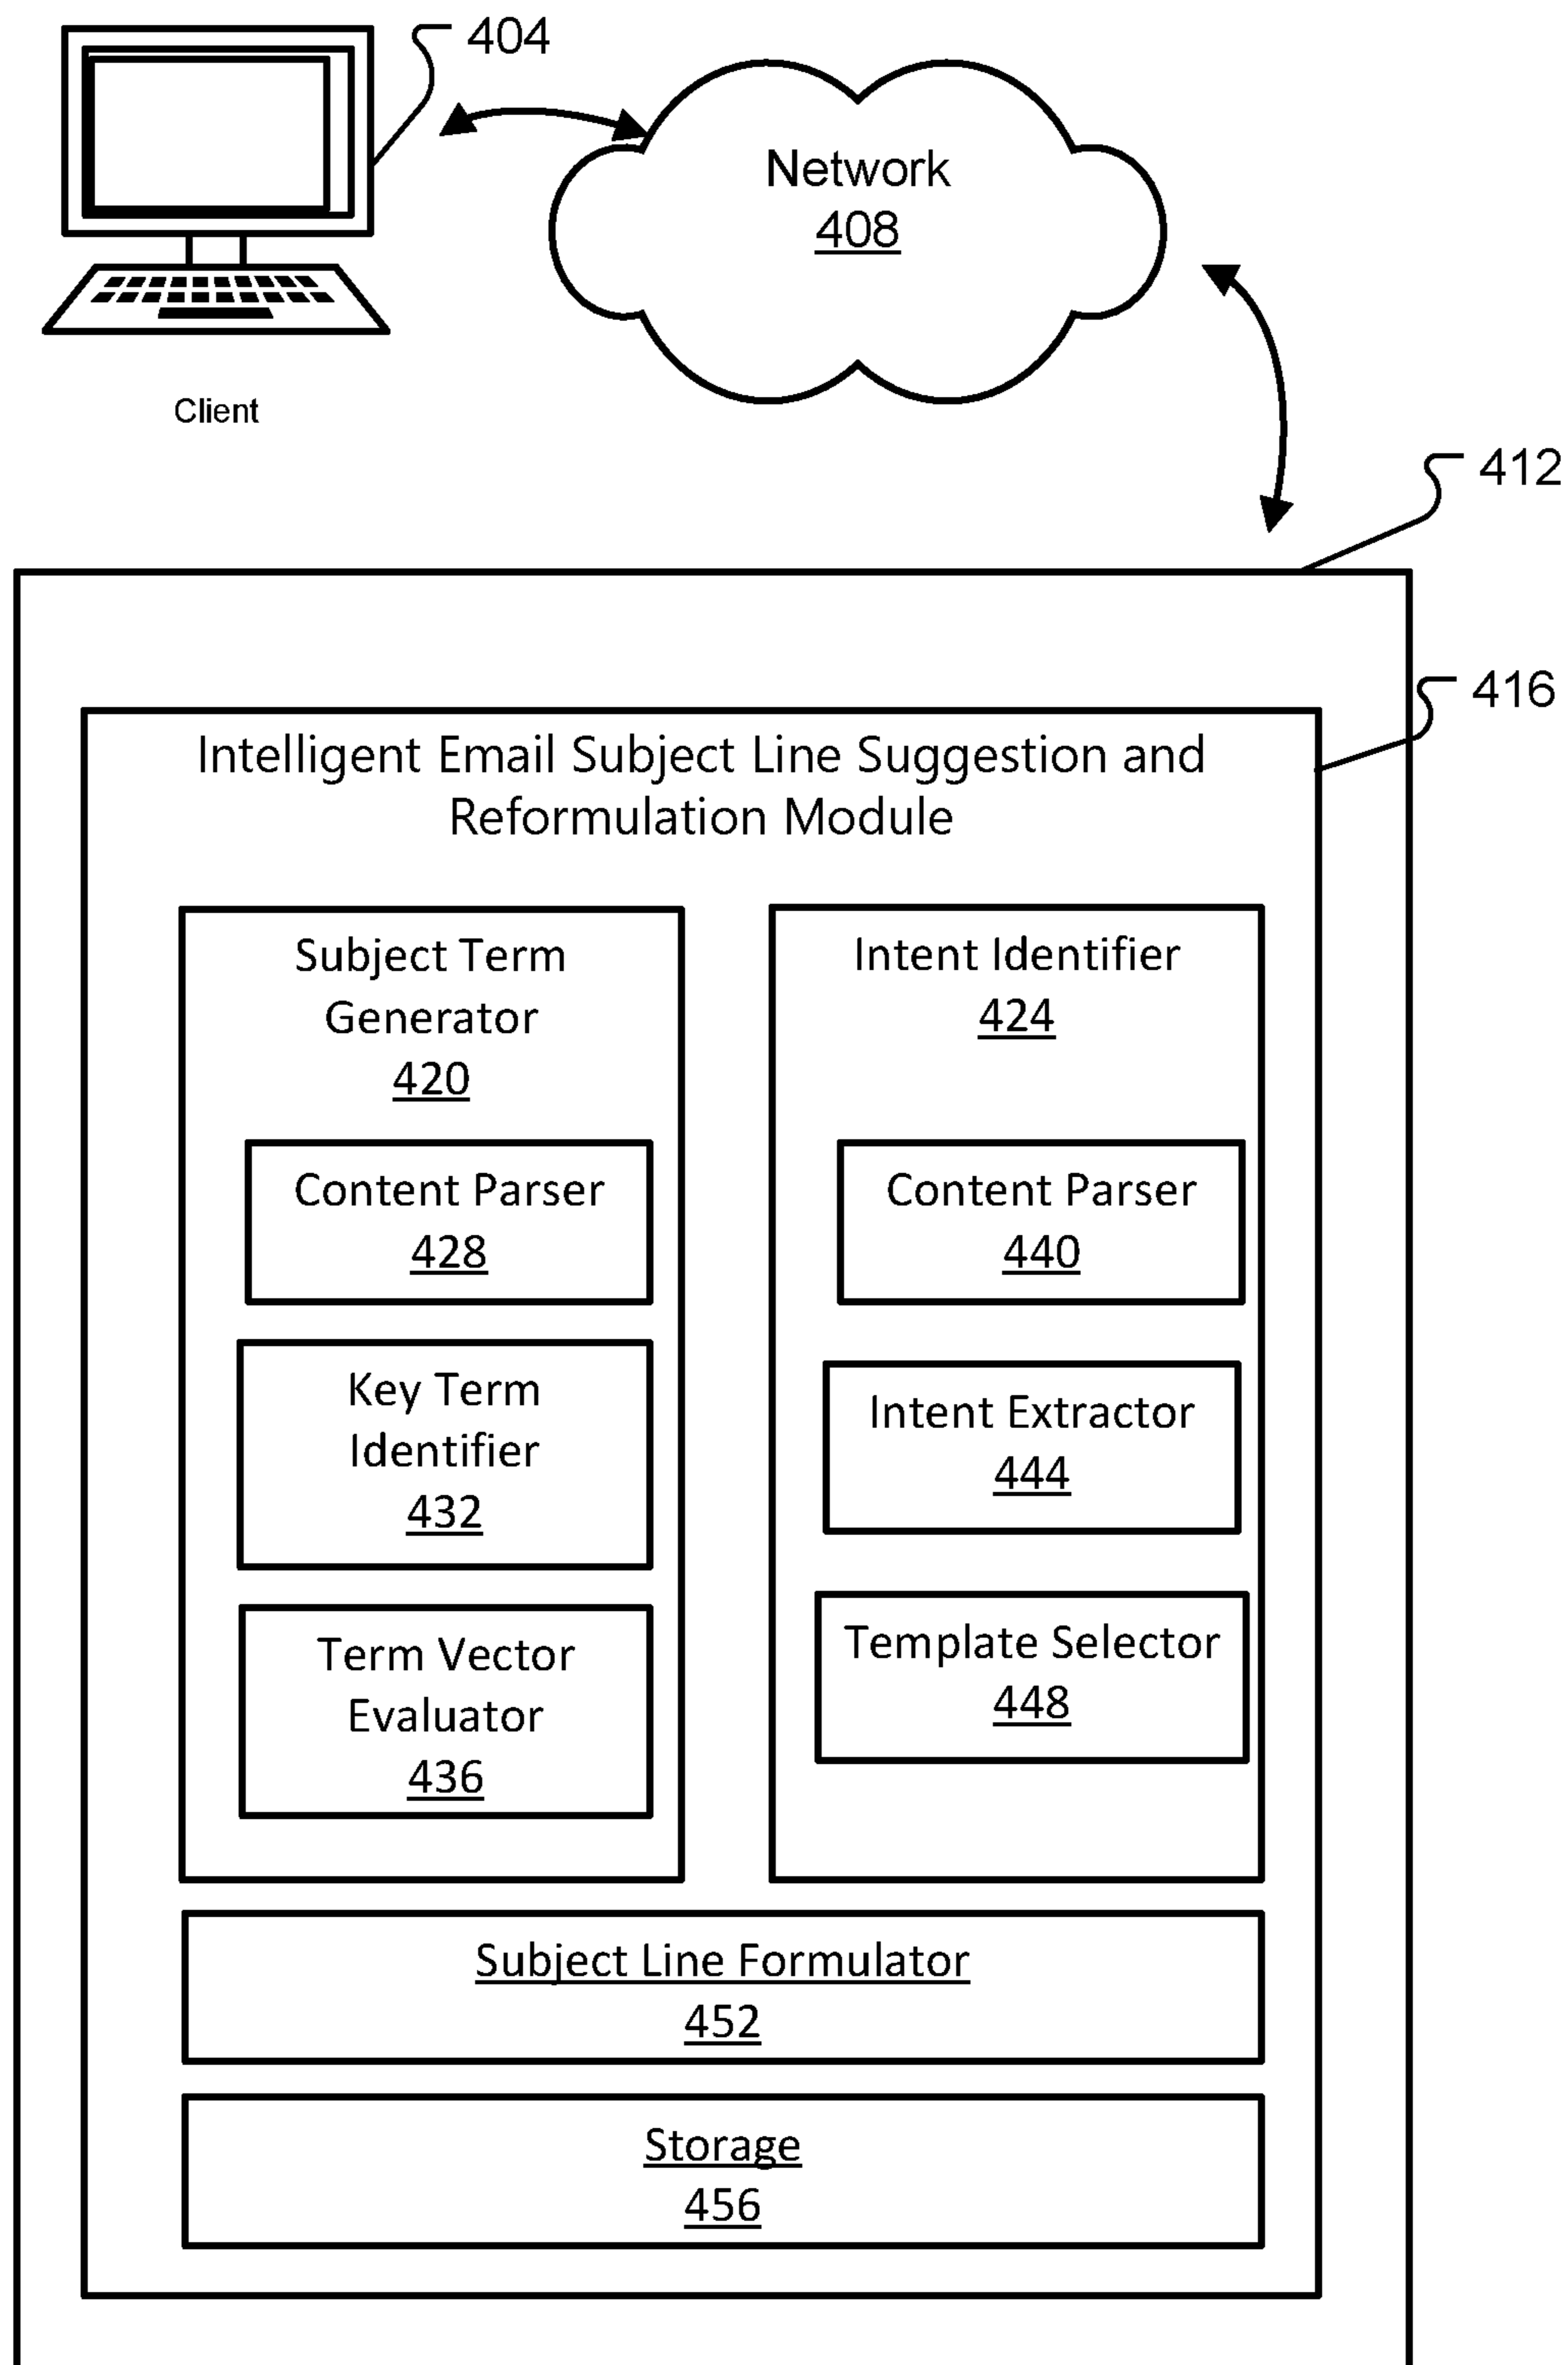 404
Network
408
Client
412
416
Intelligent Email Subject Line Suggestion and
Reformulation Module
Subject Term
Generator
420
Content Parser
428
Key Term
Identifier
432
Term Vector
Evaluator
436
Intent Identifier
424
Content Parser
440
Intent Extractor
444
Template Selector
448
Subject Line Formulator
452
Storage
456